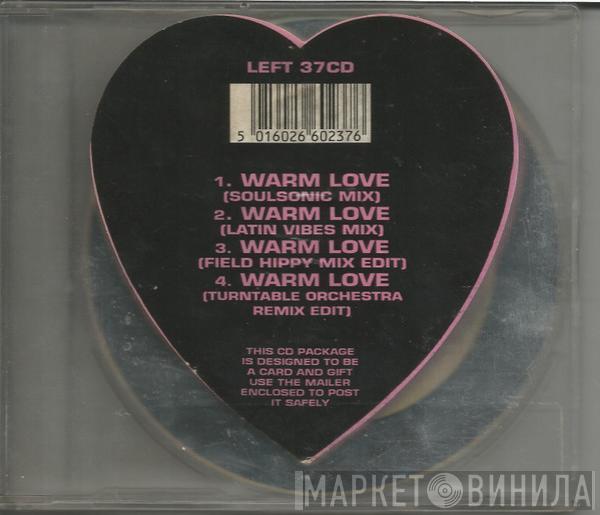 LEFT 37CD
5 016026 602376
1. WARM LOVE
(SOULSONIC MIX)
2. WARM LOVE
(LATIN VIBES MIX)
3. WARM LOVE
(FIELD HIPPY MIX EDIT)
4. WARM LOVE
(TURNTABLE ORCHESTRA
REMIX EDIT)
THIS CD PACKAGE
IS DESIGNED TO BE
A CARD AND GIFT
USE THE MAILER
ENCLOSED TO POST
IT SAFELY
МАРКЕТ ВИНИЛА